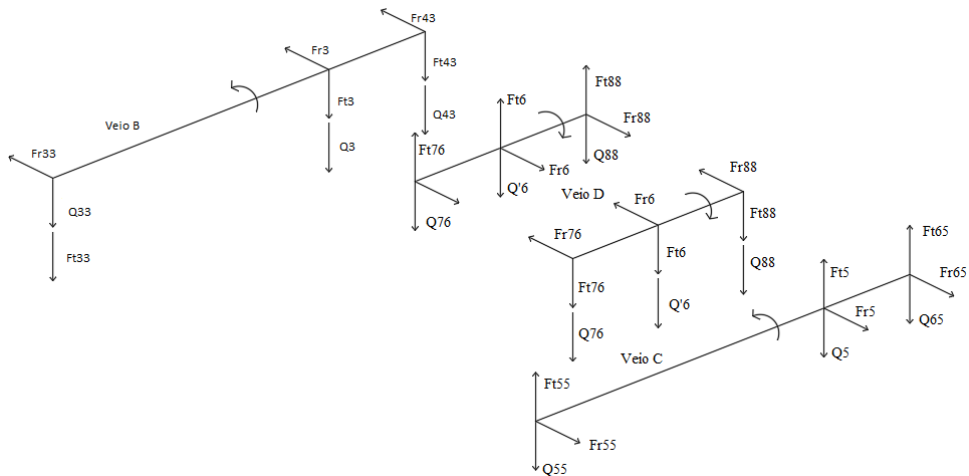 Fr43
Fr3
Ft43
Ft3
Q43
Q3
Veio B
Fr33
Q33
Ft33
Ft88
Ft6
Fr88
Q88
Ft76
Fr6
Q'6
Q76
Veio D
Fr88
Fr6
Ft88
Fr76
Ft6
Q88
Ft76
Q'6
Q76
Veio C
Ft65
Ft5
Fr65
Fr5
Q65
Q5
Ft55
Fr55
Q55